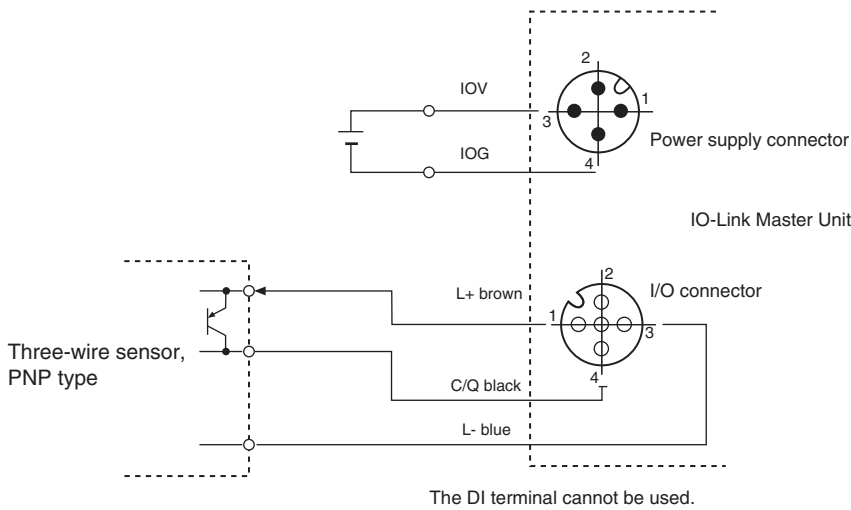 2
IOV
1
3
Power supply connector
IOG
4
IO-Link Master Unit
2
L+ brown
I/O connector
1
3
Three-wire sensor,
PNP type
4
C/Q black
L- blue
The DI terminal cannot be used.